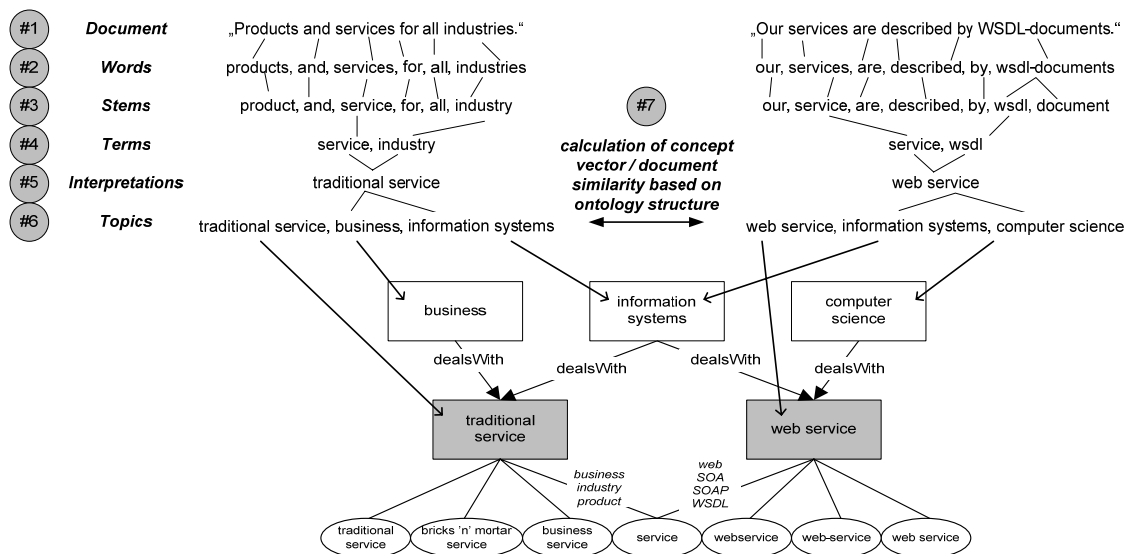 #1 Document „Products and services for all industries.“ „Our services are described by WSDL-documents.“
#2 Words products, and, services, for, all, industries our, services, are, described, by, wsdl-documents
#3 Stems product, and, service, for, all, industry #7 our, service, are, described, by, wsdl, document
#4 Terms service, industry service, wsdl
calculation of concept
vector / document
similarity based on
ontology structure
#5 Interpretations traditional service web service
#6 Topics traditional service, business, information systems web service, information systems, computer science
business
information
systems
computer
science
dealsWith
dealsWith
dealsWith
dealsWith
traditional
service
web service
business
industry
product
web
SOA
SOAP
WSDL
traditional
service
bricks 'n' mortar
service
business
service
service
webservice
web-service
web service